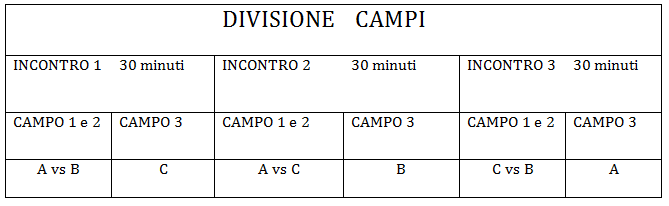 DIVISIONE CAMPI
INCONTRO 1 30 minuti INCONTRO 2 30 minuti INCONTRO 3 30 minuti
CAMPO 1 e 2 CAMPO 3 CAMPO 1 e 2 CAMPO 3 CAMPO 1 e 2 CAMPO 3
A vs B C A vs C B C vs B A